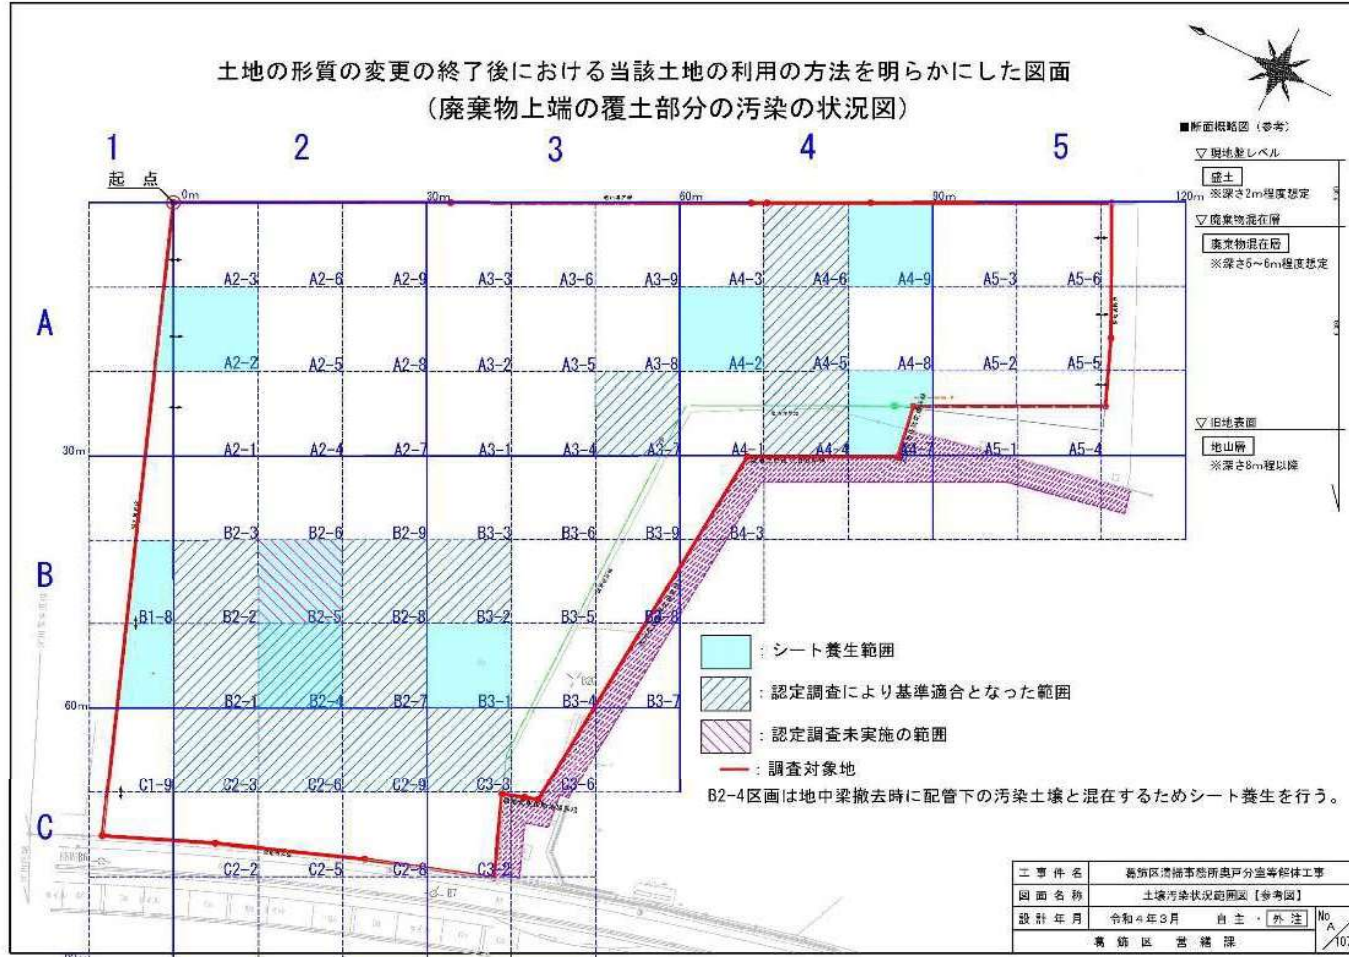 土地の形質の変更の終了後における当該土地の利用の方法を明らかにした図面
（廃棄物上端の覆土部分の汚染の状況図）
■断面概略図（参考）
▽現地盤レベル
盛土
※深さ2m程度想定
▽廃棄物混在層
廃棄物混在層
※深さ5～6m程度想定
▽旧地表面
地山層
※深さ8m程以降
1 2 3 4 5
起 点
0m 30m 60m 90m 120m
A
A2-3 A2-6 A2-9 A3-3 A3-6 A3-9 A4-3 A4-6 A4-9 A5-3 A5-6
A2-2 A2-5 A2-8 A3-2 A3-5 A3-8 A4-2 A4-5 A4-8 A5-2 A5-5
30m
A2-1 A2-4 A2-7 A3-1 A3-4 A3-7 A4-1 A4-4 A4-7 A5-1 A5-4
B2-3 B2-6 B2-9 B3-3 B3-6 B3-9 B4-3
B
B1-8 B2-2 B2-5 B2-8 B3-2 B3-5 B3-8
60m
B2-1 B2-4 B2-7 B3-1 B3-4 B3-7
C1-9 C2-3 C2-6 C2-9 C3-3 C3-6
C
C2-2 C2-5 C2-8 C3-2
B7
：シート養生範囲
：認定調査により基準適合となった範囲
：認定調査未実施の範囲
：調査対象地
B2-4区画は地中梁撤去時に配管下の汚染土壌と混在するためシート養生を行う。
工事件名 葛飾区清掃事務所奥戸分室等解体工事
図面名称 土壌汚染状況範囲図【参考図】
設計年月 令和4年3月 自主・外注 No A 107
葛飾区 営繕課